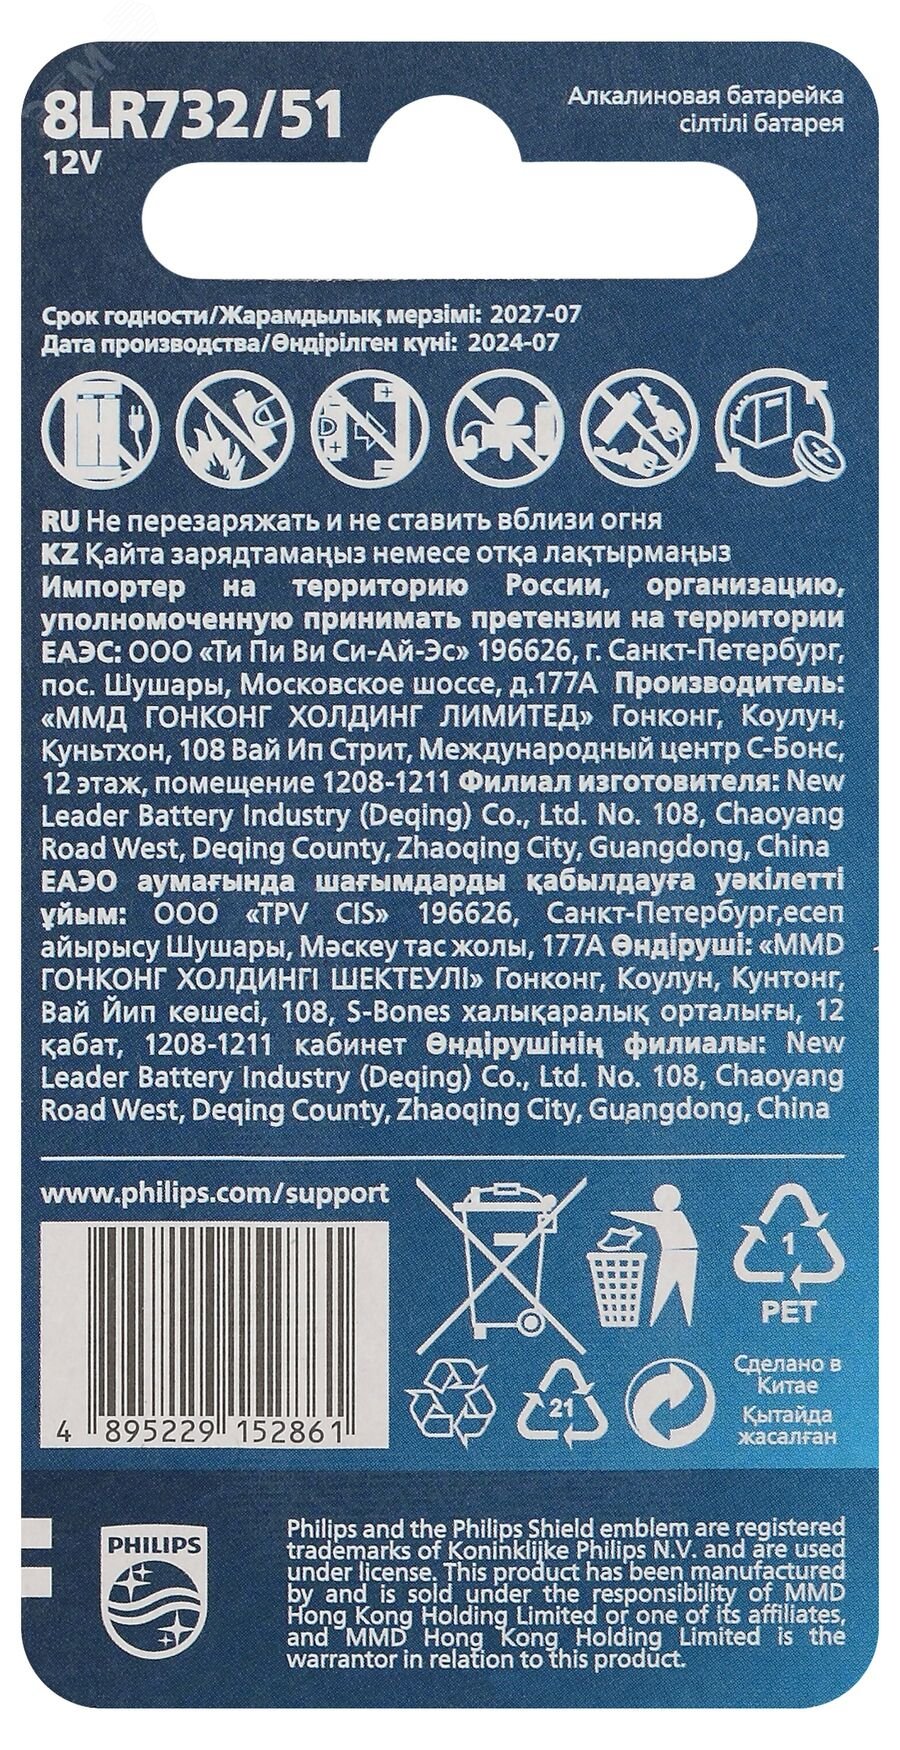 8LR732/51
12V
Алкалиновая батарейка
сілтілі батарея
Срок годности/Жарамдылық мерзімі: 2027-07
Дата производства/Өндірілген күні: 2024-07
RU Не перезаряжать и не ставить вблизи огня
KZ Қайта зарядтамаңыз немесе отқа лақтырмаңыз
Импортер на территорию России, организацию,
уполномоченную принимать претензии на территории
ЕАЭС: ООО «Ти Пи Ви Си-Ай-Эс» 196626, г. Санкт-Петербург,
пос. Шушары, Московское шоссе, д.177А Производитель:
«ММД ГОНКОНГ ХОЛДИНГ ЛИМИТЕД» Гонконг, Коулун,
Куньтхон, 108 Вай Ип Стрит, Международный центр С-Бонс,
12 этаж, помещение 1208-1211 Филиал изготовителя: New
Leader Battery Industry (Deqing) Co., Ltd. No. 108, Chaoyang
Road West, Deqing County, Zhaoqing City, Guangdong, China
ЕАЭО аумағында шағымдарды қабылдауға уәкілетті
ұйым: ООО «TPV CIS» 196626, Санкт-Петербург,есеп
айырысу Шушары, Мәскеу тас жолы, 177А Өндіруші: «MMD
ГОНКОНГ ХОЛДИНГІ ШЕКТЕУЛІ» Гонконг, Коулун, Кунтонг,
Вай Йип көшесі, 108, S-Bones халықаралық орталығы, 12
қабат, 1208-1211 кабинет Өндірушінің филиалы: New
Leader Battery Industry (Deqing) Co., Ltd. No. 108, Chaoyang
Road West, Deqing County, Zhaoqing City, Guangdong, China
www.philips.com/support
1
PET
21
Сделано в
Китае
Қытайда
жасалған
4 895229 152861
PHILIPS
Philips and the Philips Shield emblem are registered
trademarks of Koninklijke Philips N.V. and are used
under license. This product has been manufactured
by and is sold under the responsibility of MMD
Hong Kong Holding Limited or one of its affiliates,
and MMD Hong Kong Holding Limited is the
warrantor in relation to this product.